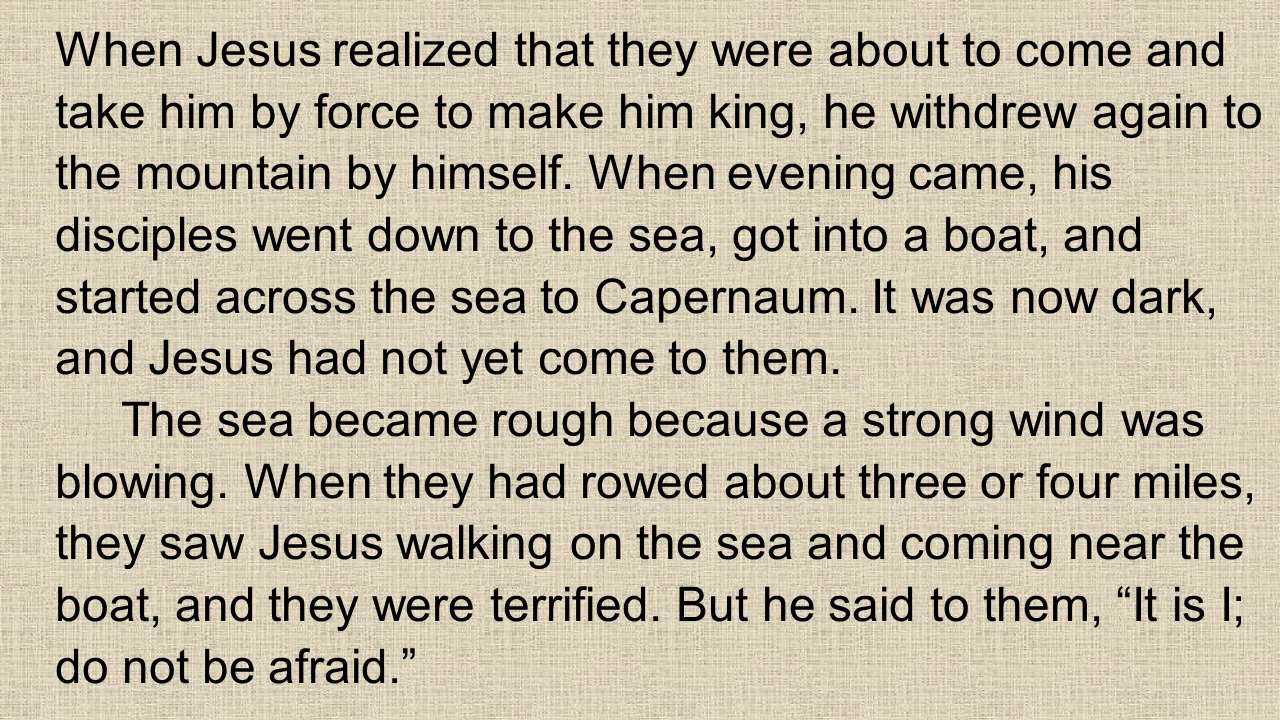 When Jesus realized that they were about to come and
take him by force to make him king, he withdrew again to
the mountain by himself. When evening came, his
disciples went down to the sea, got into a boat, and
started across the sea to Capernaum. It was now dark,
and Jesus had not yet come to them.
The sea became rough because a strong wind was
blowing. When they had rowed about three or four miles,
they saw Jesus walking on the sea and coming near the
boat, and they were terrified. But he said to them, “It is I;
do not be afraid.”